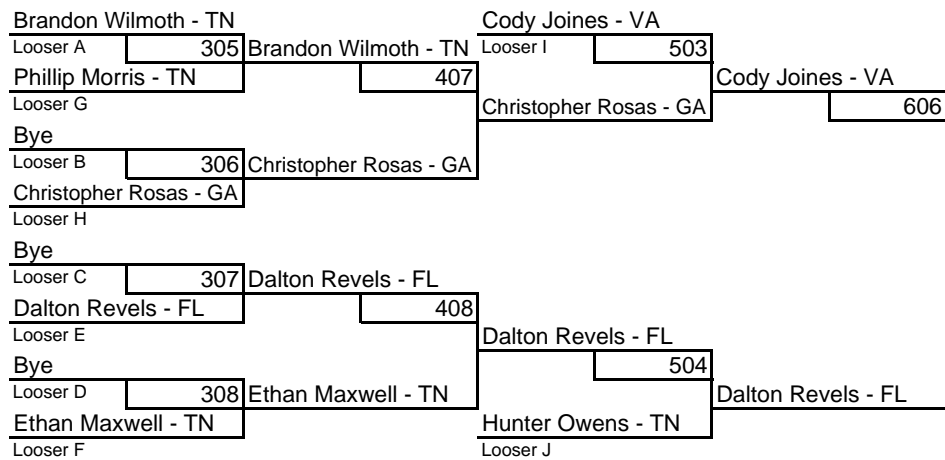 Brandon Wilmoth - TN Cody Joines - VA
Looser A 305 Brandon Wilmoth - TN Looser I 503
Phillip Morris - TN 407 Cody Joines - VA
Looser G Christopher Rosas - GA 606
Bye
Looser B 306 Christopher Rosas - GA
Christopher Rosas - GA
Looser H
Bye
Looser C 307 Dalton Revels - FL
Dalton Revels - FL 408
Looser E Dalton Revels - FL
Bye 504
Looser D 308 Ethan Maxwell - TN Dalton Revels - FL
Ethan Maxwell - TN Hunter Owens - TN
Looser F Looser J